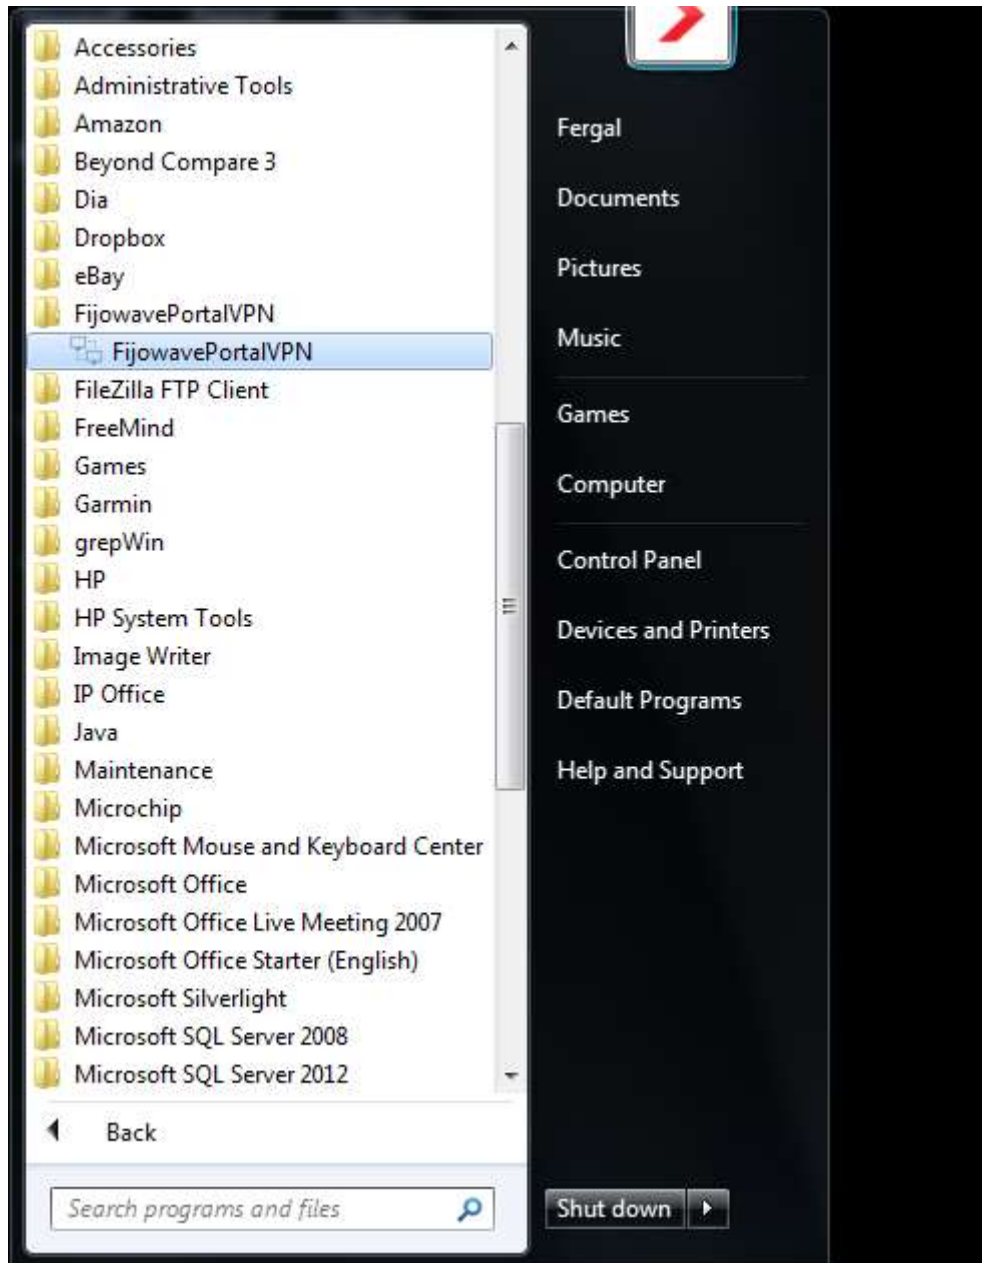 Accessories
Administrative Tools
Amazon
Beyond Compare 3
Dia
Dropbox
eBay
FijowavePortalVPN
FijowavePortalVPN
FileZilla FTP Client
FreeMind
Games
Garmin
grepWin
HP
HP System Tools
Image Writer
IP Office
Java
Maintenance
Microchip
Microsoft Mouse and Keyboard Center
Microsoft Office
Microsoft Office Live Meeting 2007
Microsoft Office Starter (English)
Microsoft Silverlight
Microsoft SQL Server 2008
Microsoft SQL Server 2012
Back
Search programs and files
Fergal
Documents
Pictures
Music
Games
Computer
Control Panel
Devices and Printers
Default Programs
Help and Support
Shut down